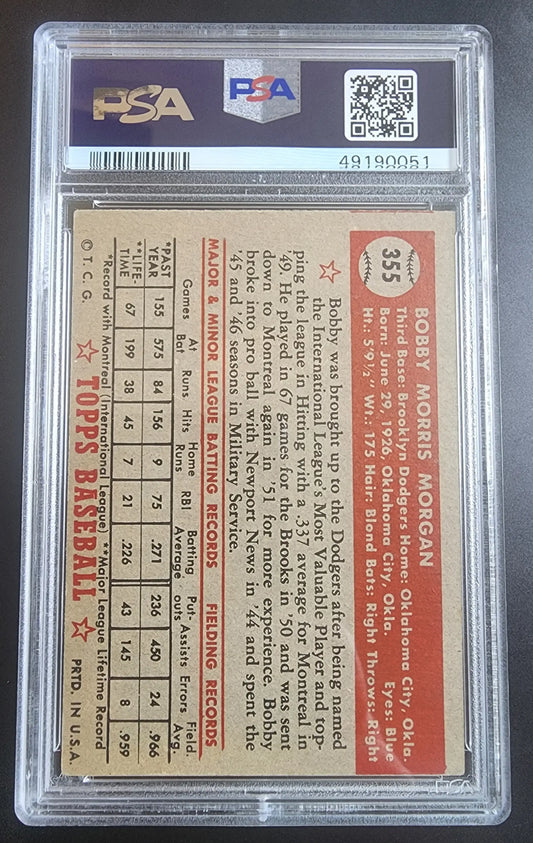 PSA
PSA
49190051
355
BOBBY MORRIS MORGAN
Third Base: Brooklyn Dodgers Home: Oklahoma City, Okla
Born: June 29, 1926, Oklahoma City, Okla. Eyes: Blue
Ht.: 5'9½" Wt.: 175 Hair: Blond Bats: Right Throws: Right
Bobby was brought up to the Dodgers after being named
the International League's Most Valuable Player and top-
ping the league in Hitting with a .337 average for Montreal in
'49. He played in 67 games for the Brooks in '50 and was sent
down to Montreal again in '51 for more experience. Bobby
broke into pro ball with Newport News in '44 and spent the
'45 and '46 seasons in Military Service.
MAJOR & MINOR LEAGUE BATTING RECORDS FIELDING RECORDS
Games At Bat Runs Hits Home Runs RBI Batting Average Put-outs Assists Errors Field. Avg.
*PAST YEAR 155 575 84 156 9 75 .271 236 450 24 .966
**LIFE-TIME 67 199 38 45 7 21 .226 43 145 8 .959
*Record with Montreal (International League) **Major League Lifetime Record
© T. C. G. TOPPS BASEBALL PRTD. IN U.S.A.